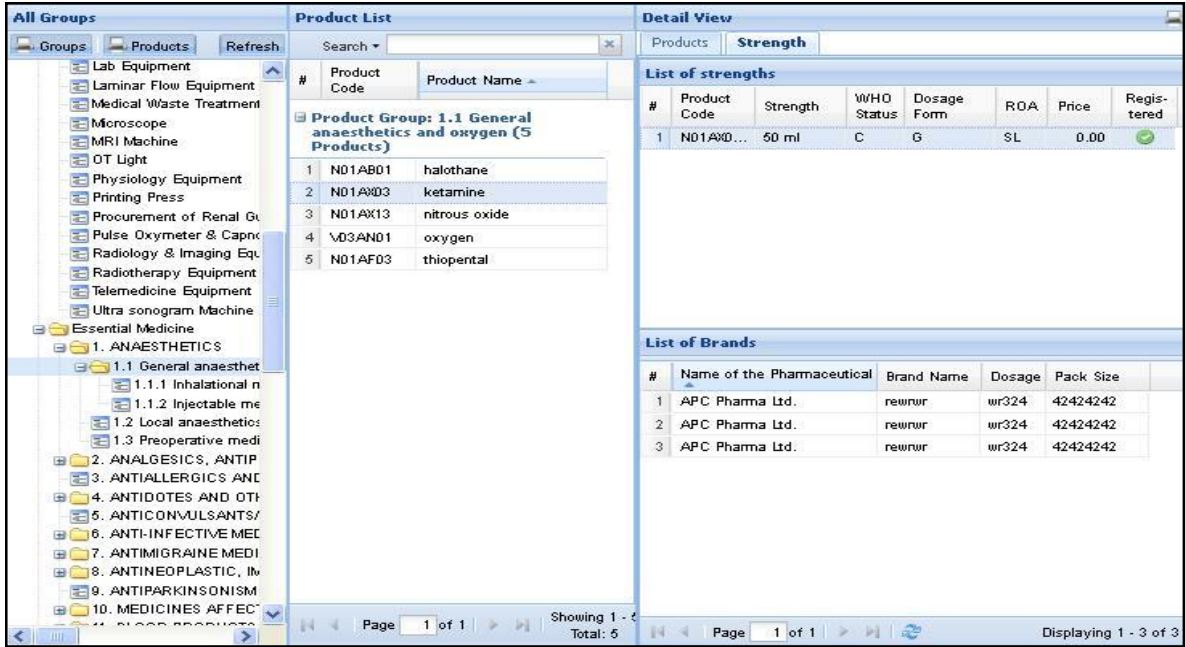 All Groups
Groups Products Refresh
Lab Equipment
Laminar Flow Equipment
Medical Waste Treatment
Microscope
MRI Machine
OT Light
Physiology Equipment
Printing Press
Procurement of Renal Gu
Pulse Oxymeter & Capno
Radiology & Imaging Equ
Radiotherapy Equipment
Telemedicine Equipment
Ultra sonogram Machine
Essential Medicine
1. ANAESTHETICS
1.1 General anaesthet
1.1.1 Inhalational m
1.1.2 Injectable me
1.2 Local anaesthetics
1.3 Preoperative medi
2. ANALGESICS, ANTIP
3. ANTIALLERGICS AND
4. ANTIDOTES AND OTH
5. ANTICONVULSANTS/
6. ANTI-INFECTIVE MED
7. ANTIMIGRAINE MEDI
8. ANTINEOPLASTIC, IM
9. ANTIPARKINSONISM
10. MEDICINES AFFECT
Product List
Search
# Product Code Product Name
Product Group: 1.1 General
anaesthetics and oxygen (5
Products)
1 N01AB01 halothane
2 N01AX03 ketamine
3 N01AX13 nitrous oxide
4 V03AN01 oxygen
5 N01AF03 thiopental
Page 1 of 1 Showing 1 -
Total: 5
Detail View
Products Strength
List of strengths
# Product Code Strength WHO Status Dosage Form ROA Price Regis-tered
1 N01AX0... 50 ml C G SL 0.00
List of Brands
# Name of the Pharmaceutical Brand Name Dosage Pack Size
1 APC Pharma Ltd. rewrwr wr324 42424242
2 APC Pharma Ltd. rewrwr wr324 42424242
3 APC Pharma Ltd. rewrwr wr324 42424242
Page 1 of 1 Displaying 1 - 3 of 3